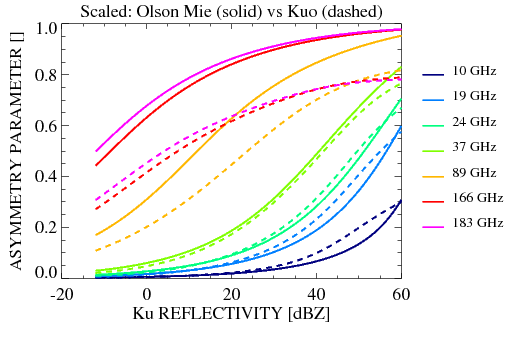 Scaled: Olson Mie (solid) vs Kuo (dashed)
ASYMMETRY PARAMETER []
1.0
0.8
0.6
0.4
0.2
0.0
-20 0 20 40 60
Ku REFLECTIVITY [dBZ]
10 GHz
19 GHz
24 GHz
37 GHz
89 GHz
166 GHz
183 GHz